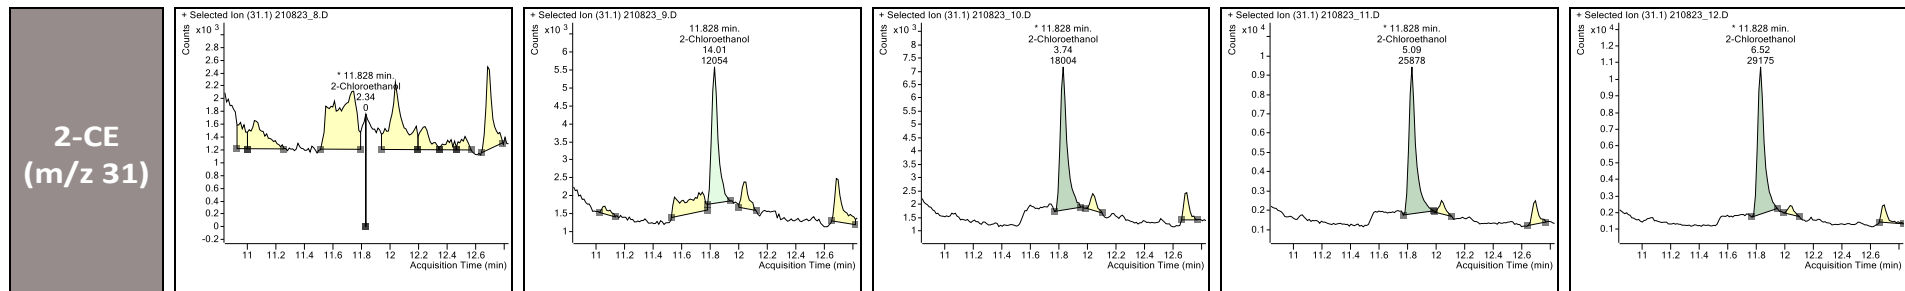 2-CE
(m/z 31)
+ Selected Ion (31.1) 210823_8.D
Counts
x10 3
2.8
2.6
2.4
2.2
2
1.8
1.6
1.4
1.2
1
0.8
0.6
0.4
0.2
0
-0.2
* 11.828 min.
2-Chloroethanol
2.34
0
11 11.2 11.4 11.6 11.8 12 12.2 12.4 12.6
Acquisition Time (min)
+ Selected Ion (31.1) 210823_9.D
Counts
x10 3
6
5.5
5
4.5
4
3.5
3
2.5
2
1.5
1
11.828 min.
2-Chloroethanol
14.01
12054
11 11.2 11.4 11.6 11.8 12 12.2 12.4 12.6
Acquisition Time (min)
+ Selected Ion (31.1) 210823_10.D
Counts
x10 3
8
7.5
7
6.5
6
5.5
5
4.5
4
3.5
3
2.5
2
1.5
1
* 11.828 min.
2-Chloroethanol
3.74
18004
11 11.2 11.4 11.6 11.8 12 12.2 12.4 12.6
Acquisition Time (min)
+ Selected Ion (31.1) 210823_11.D
Counts
x10 4
1
0.9
0.8
0.7
0.6
0.5
0.4
0.3
0.2
0.1
* 11.828 min.
2-Chloroethanol
5.09
25878
11 11.2 11.4 11.6 11.8 12 12.2 12.4 12.6
Acquisition Time (min)
+ Selected Ion (31.1) 210823_12.D
Counts
x10 4
1.2
1.1
1
0.9
0.8
0.7
0.6
0.5
0.4
0.3
0.2
0.1
* 11.828 min.
2-Chloroethanol
6.52
29175
11 11.2 11.4 11.6 11.8 12 12.2 12.4 12.6
Acquisition Time (min)